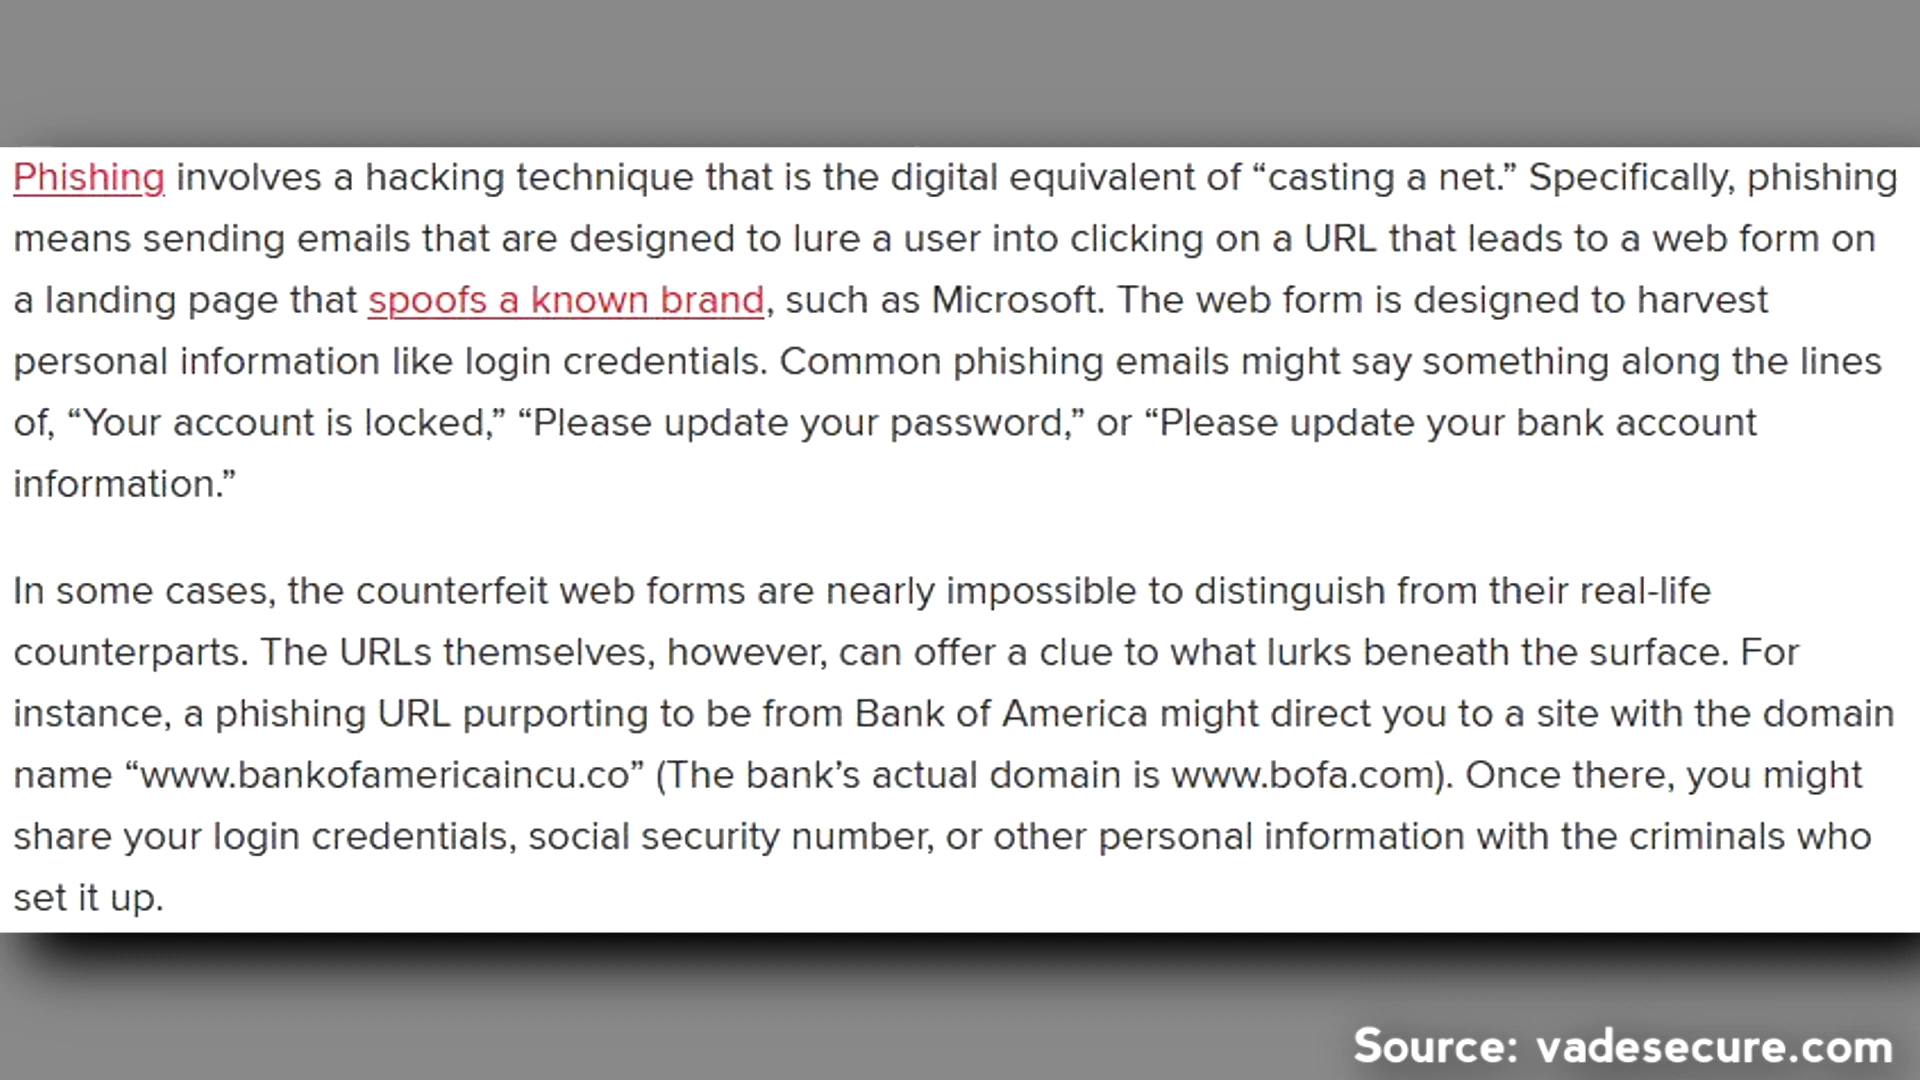 Phishing involves a hacking technique that is the digital equivalent of “casting a net.” Specifically, phishing
means sending emails that are designed to lure a user into clicking on a URL that leads to a web form on
a landing page that spoofs a known brand, such as Microsoft. The web form is designed to harvest
personal information like login credentials. Common phishing emails might say something along the lines
of, “Your account is locked,” “Please update your password,” or “Please update your bank account
information.”
In some cases, the counterfeit web forms are nearly impossible to distinguish from their real-life
counterparts. The URLs themselves, however, can offer a clue to what lurks beneath the surface. For
instance, a phishing URL purporting to be from Bank of America might direct you to a site with the domain
name “www.bankofamericaincu.co” (The bank’s actual domain is www.bofa.com). Once there, you might
share your login credentials, social security number, or other personal information with the criminals who
set it up.
Source: vadesecure.com